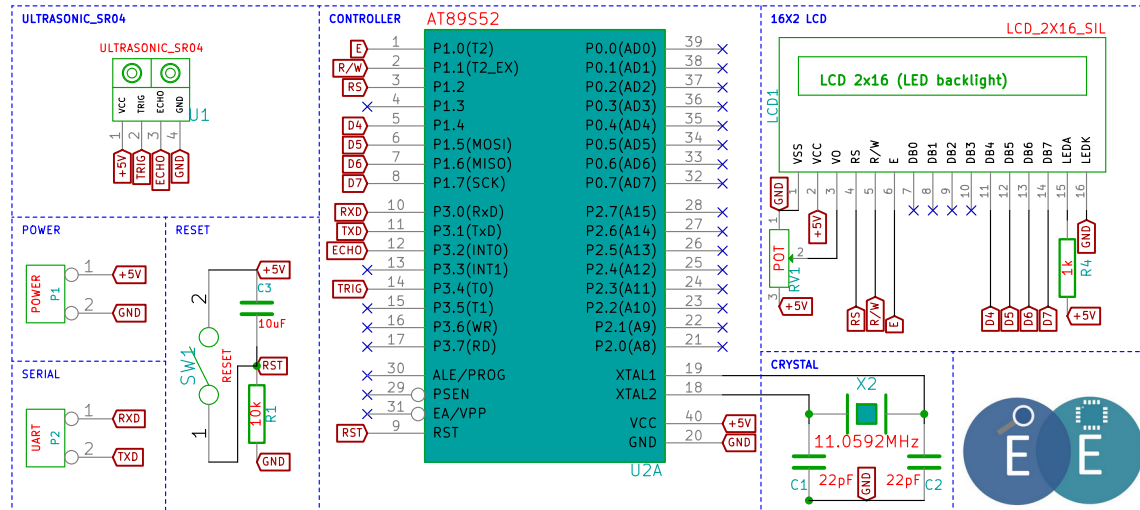 ULTRASONIC_SR04
ULTRASONIC_SR04
VCC TRIG ECHO GND
U1
1 2 3 4
+5V TRIG ECHO GND
POWER
POWER P1
1 +5V
2 GND
SERIAL
UART P2
1 RXD
2 TXD
RESET
+5V
C3
10uF
2
SW1
RESET
1
RST
10k R1
GND
CONTROLLER
AT89S52
E 1 P1.0(T2) P0.0(AD0) 39
R/W 2 P1.1(T2_EX) P0.1(AD1) 38
RS 3 P1.2 P0.2(AD2) 37
4 P1.3 P0.3(AD3) 36
D4 5 P1.4 P0.4(AD4) 35
D5 6 P1.5(MOSI) P0.5(AD5) 34
D6 7 P1.6(MISO) P0.6(AD6) 33
D7 8 P1.7(SCK) P0.7(AD7) 32
RXD 10 P3.0(RxD) P2.7(A15) 28
TXD 11 P3.1(TxD) P2.6(A14) 27
ECHO 12 P3.2(INT0) P2.5(A13) 26
13 P3.3(INT1) P2.4(A12) 25
TRIG 14 P3.4(T0) P2.3(A11) 24
15 P3.5(T1) P2.2(A10) 23
16 P3.6(WR) P2.1(A9) 22
17 P3.7(RD) P2.0(A8) 21
30 ALE/PROG XTAL1 19
29 PSEN XTAL2 18
31 EA/VPP VCC 40 +5V
RST 9 RST GND 20 GND
U2A
16X2 LCD
LCD_2X16_SIL
LCD 2x16 (LED backlight)
LCD1
VSS VCC VO RS R/W E DB0 DB1 DB2 DB3 DB4 DB5 DB6 DB7 LEDA LEDK
1 2 3 4 5 6 7 8 9 10 11 12 13 14 15 16
GND +5V GND
1
POT RV1 2
3
+5V
1k R4
RS R/W E D4 D5 D6 D7 +5V
CRYSTAL
X2
11.0592MHz
C1 22pF GND 22pF C2
E E